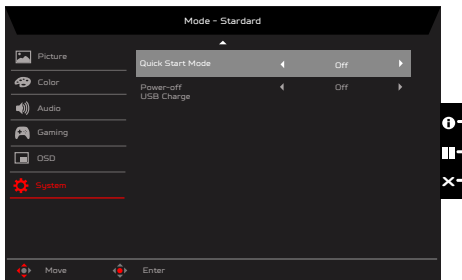 Mode - Stardard
Picture
Color
Audio
Gaming
OSD
System
Quick Start Mode
Off
Power-off
USB Charge
Off
Move
Enter